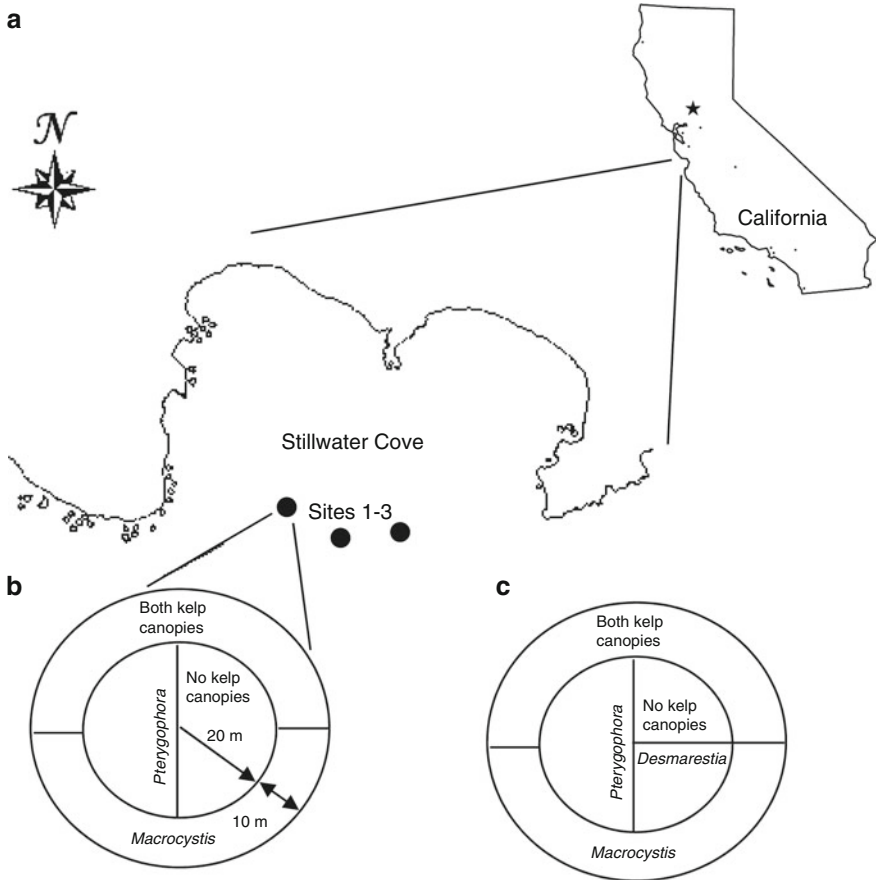 a
N
California
Stillwater Cove
Sites 1-3
b
Both kelp
canopies
No kelp
canopies
Pterygophora
20 m
10 m
Macrocystis
c
Both kelp
canopies
No kelp
canopies
Pterygophora
Desmarestia
Macrocystis